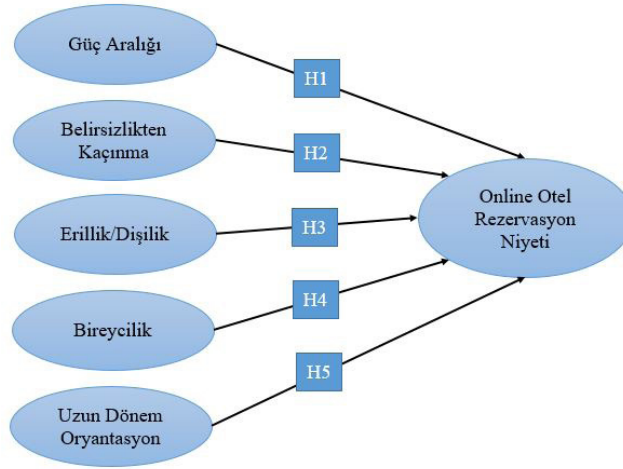 Güç Aralığı
H1
Belirsizlikten
Kaçınma
H2
Online Otel
Rezervasyon
Niyeti
Erillik/Dişilik
H3
Bireycilik
H4
Uzun Dönem
Oryantasyon
H5